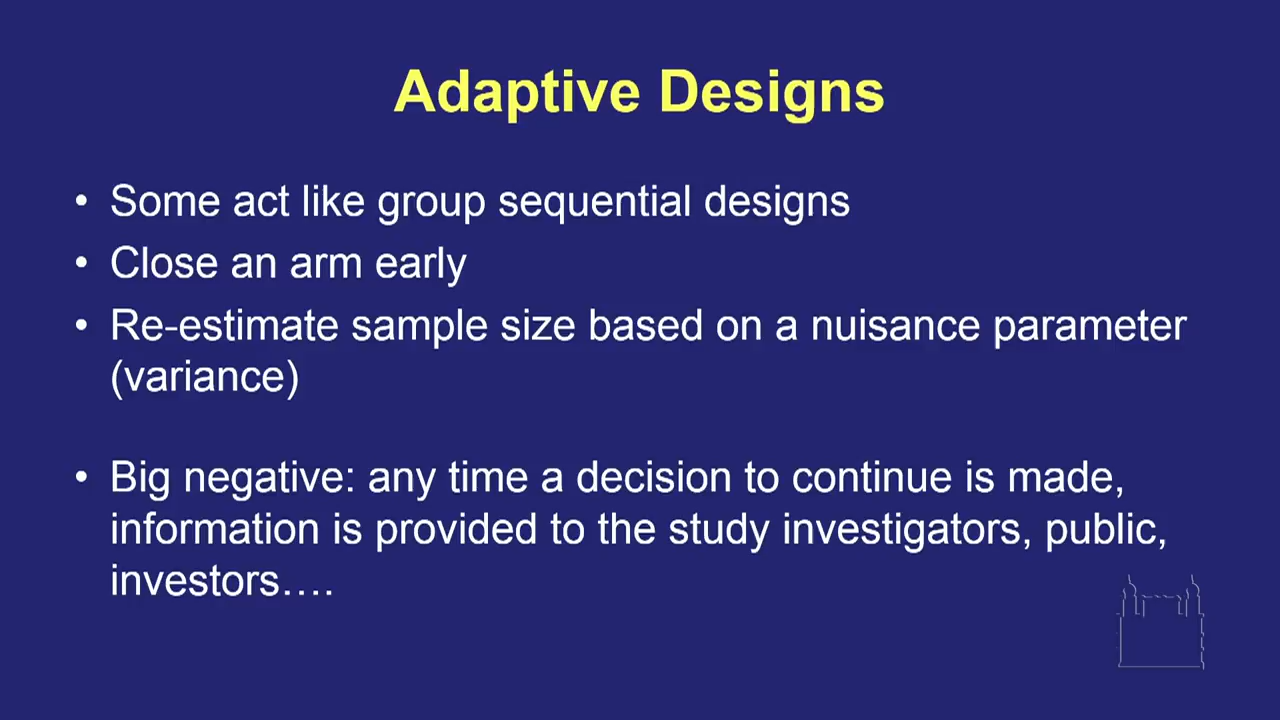 Adaptive Designs
• Some act like group sequential designs
• Close an arm early
• Re-estimate sample size based on a nuisance parameter
(variance)
• Big negative: any time a decision to continue is made,
information is provided to the study investigators, public,
investors….